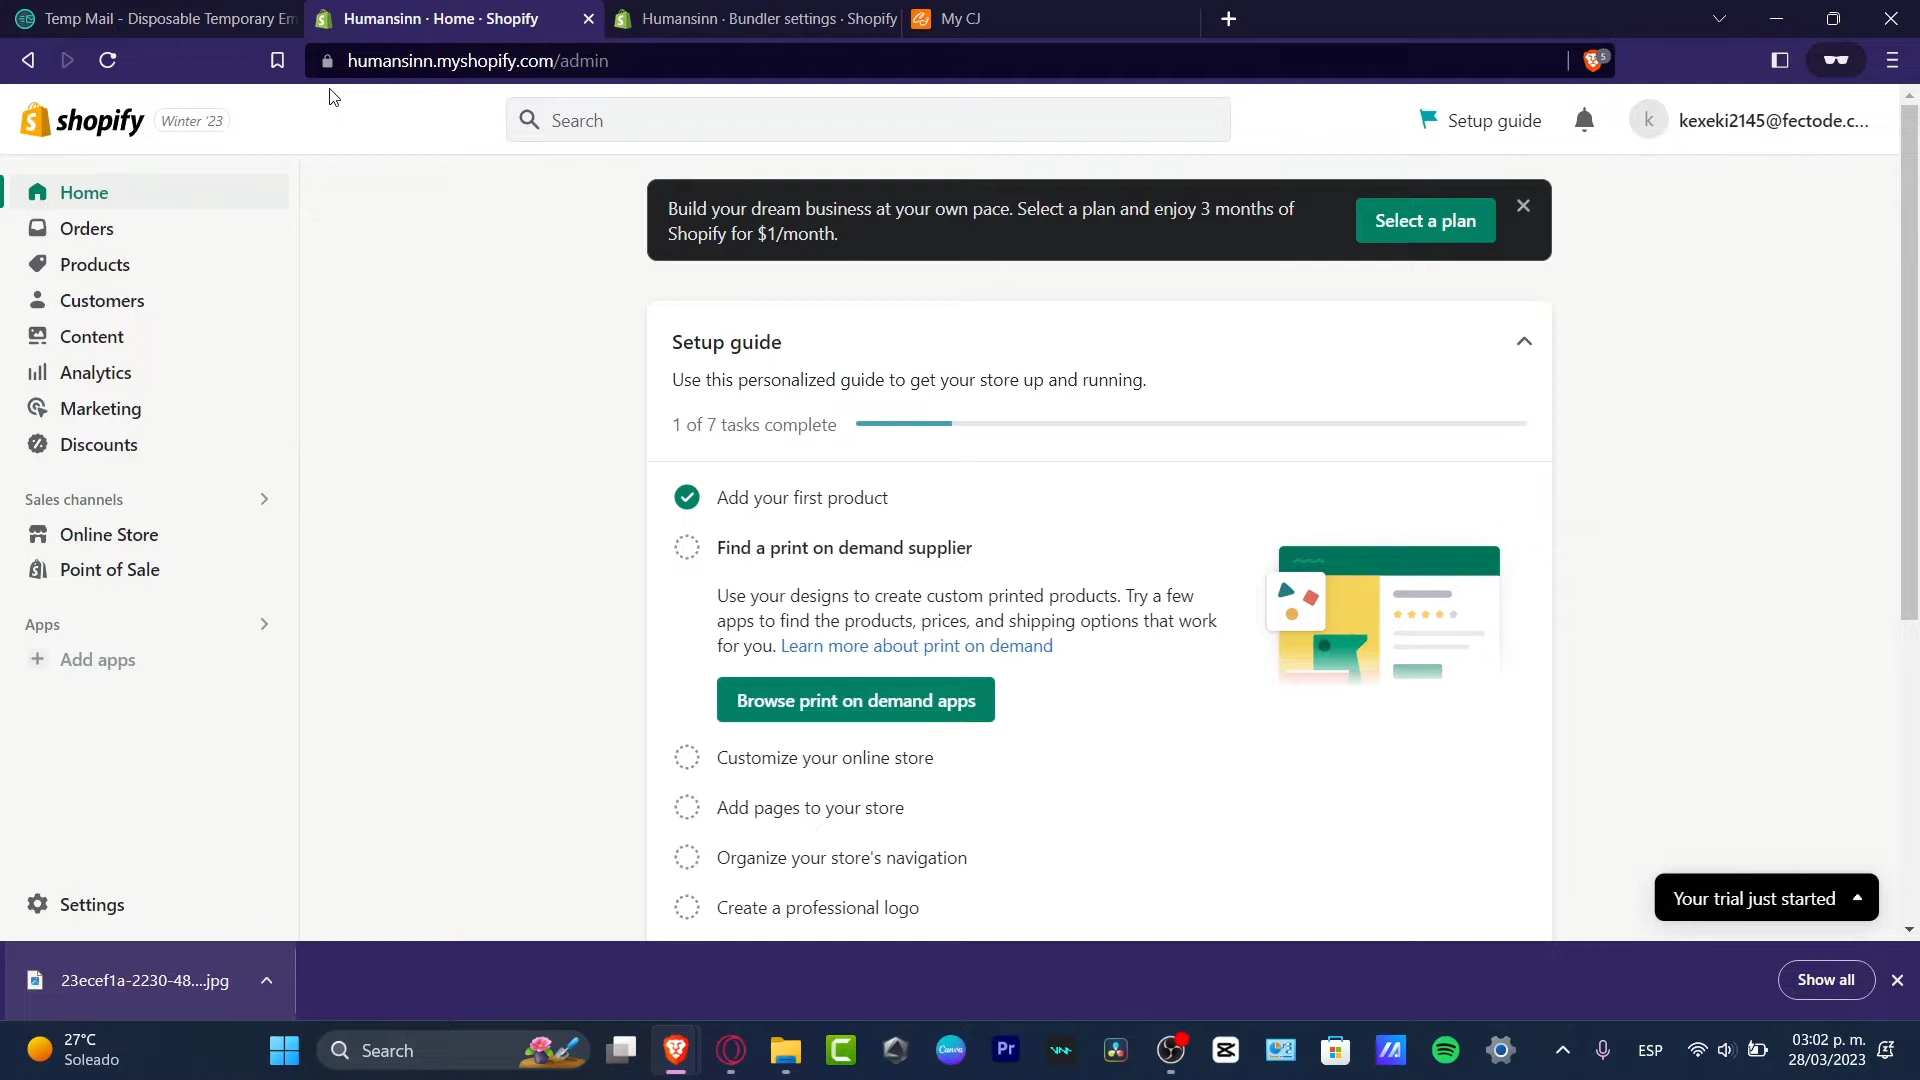 Temp Mail - Disposable Temporary Em
Humansinn · Home · Shopify
Humansinn · Bundler settings · Shopify
My CJ
humansinn.myshopify.com/admin
5
shopify
Winter '23
Search
Setup guide
k
kexeki2145@fectode.c...
Home
Orders
Products
Customers
Content
Analytics
Marketing
Discounts
Sales channels
Online Store
Point of Sale
Apps
Add apps
Settings
Build your dream business at your own pace. Select a plan and enjoy 3 months of
Shopify for $1/month.
Select a plan
Setup guide
Use this personalized guide to get your store up and running.
1 of 7 tasks complete
Add your first product
Find a print on demand supplier
Use your designs to create custom printed products. Try a few
apps to find the products, prices, and shipping options that work
for you. Learn more about print on demand
Browse print on demand apps
Customize your online store
Add pages to your store
Organize your store's navigation
Create a professional logo
Your trial just started
23ecef1a-2230-48....jpg
Show all
27°C
Soleado
Search
Canva
Pr
ESP
03:02 p. m.
28/03/2023